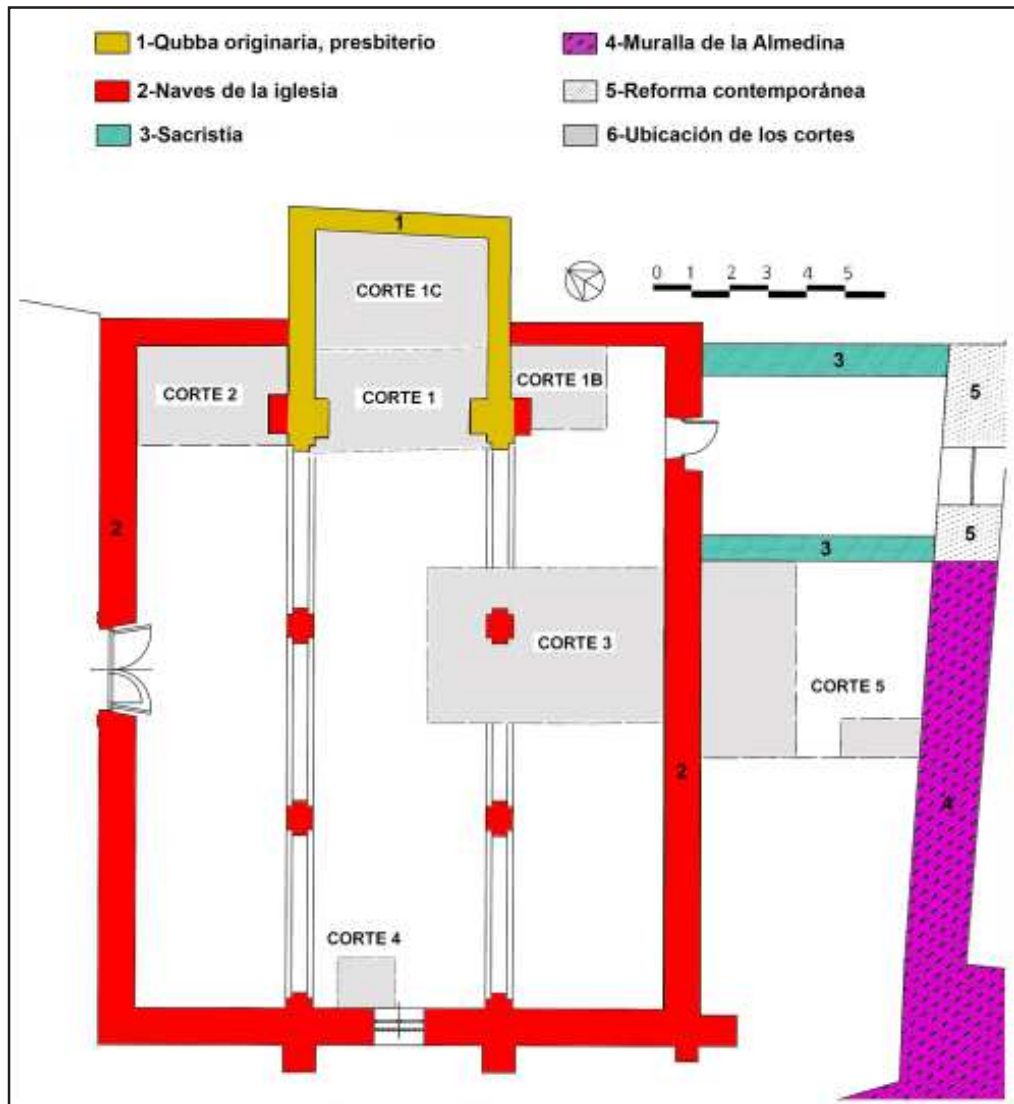 1-Qubba originaria, presbiterio
2-Naves de la iglesia
3-Sacristía
4-Muralla de la Almedina
5-Reforma contemporánea
6-Ubicación de los cortes
1
CORTE 1C
0 1 2 3 4 5
CORTE 2
CORTE 1
CORTE 1B
3
5
2
5
3
CORTE 3
CORTE 5
2
4
CORTE 4